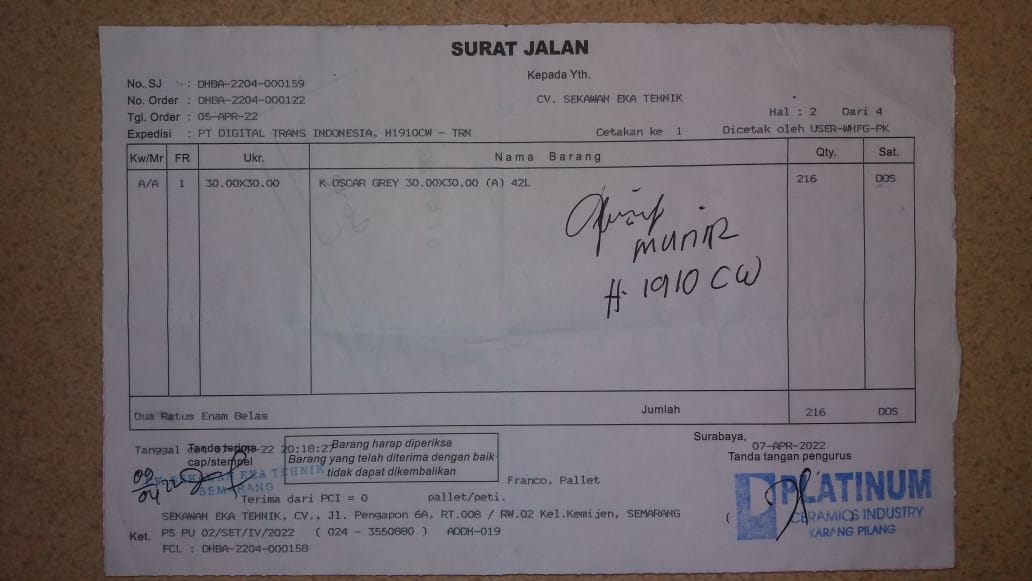 SURAT JALAN
Kepada Yth.
No. SJ : DHBA-2204-000159
CV. SEKAWAN EKA TEHNIK
No. Order : DHBA-2204-000122
Hal : 2 Dari 4
Tgl. Order : 05-APR-22
Expedisi : PT DIGITAL TRANS INDONESIA, H1910CW - TRN Cetakan ke 1 Dicetak oleh USER-WHFG-PK
Kw/Mr FR Ukr. Nama Barang Qty. Sat.
A/A 1 30.00X30.00 K OSCAR GREY 30.00X30.00 (A) 42L 216 DOS
MUNIR
H 1910 CW
Dua Ratus Enam Belas Jumlah 216 DOS
Surabaya, 07-APR-2022
Tanda tangan pengurus
Tanggal 07-APR-22 20:18:27
Tanda terima
cap/stempel
Barang harap diperiksa
Barang yang telah diterima dengan baik
tidak dapat dikembalikan
09/04 22
CV. SEKAWAN EKA TEHNIK
SEMARANG
Franco, Pallet
Terima dari PCI = 0 pallet/peti.
PLATINUM
CERAMICS INDUSTRY
KARANG PILANG
SEKAWAN EKA TEHNIK, CV., Jl. Pengapon 6A, RT.008 / RW.02 Kel.Kemijen, SEMARANG (
Ket. PS PU 02/SET/IV/2022 ( 024 - 3550880 ) ADDM-019
FCL : DHBA-2204-000158